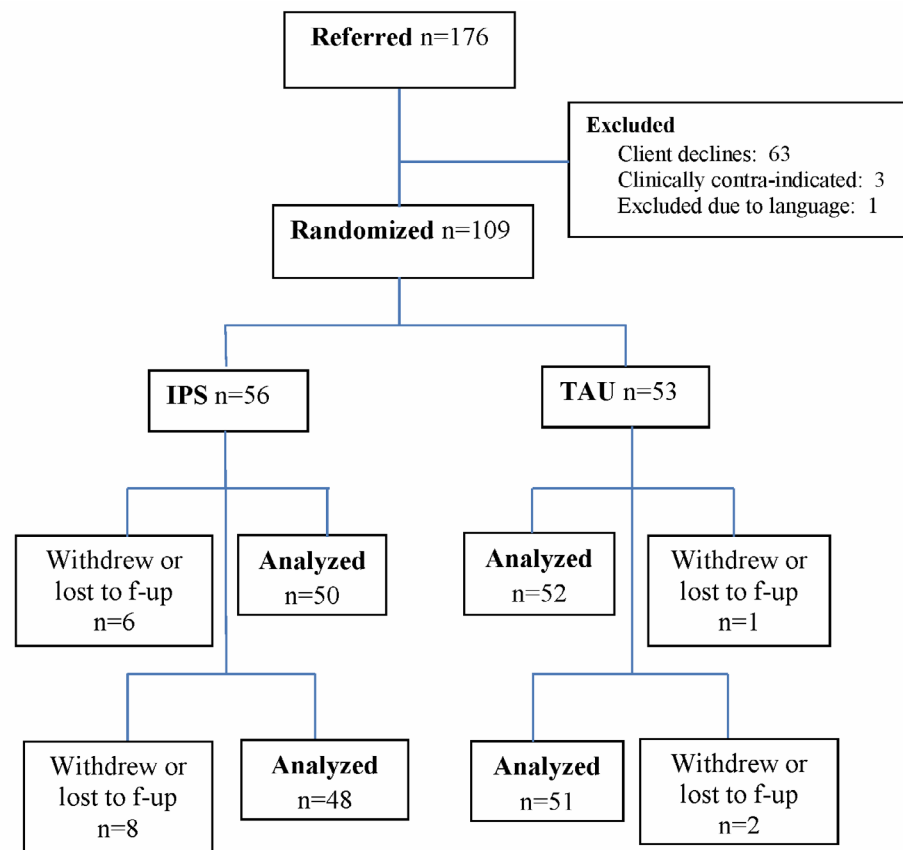 Referred n=176
Excluded
Client declines: 63
Clinically contra-indicated: 3
Excluded due to language: 1
Randomized n=109
IPS n=56
TAU n=53
Withdrew or
lost to f-up
n=6
Analyzed
n=50
Analyzed
n=52
Withdrew or
lost to f-up
n=1
Withdrew or
lost to f-up
n=8
Analyzed
n=48
Analyzed
n=51
Withdrew or
lost to f-up
n=2